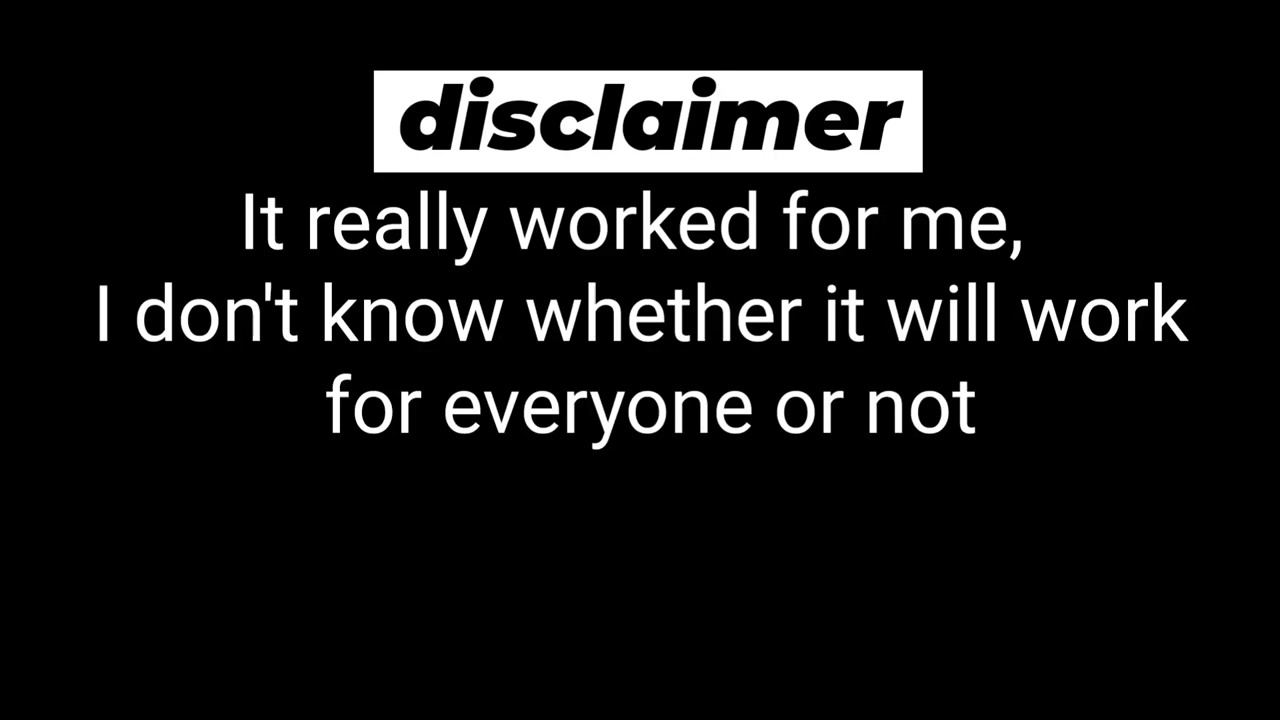 disclaimer
It really worked for me,
I don't know whether it will work
for everyone or not